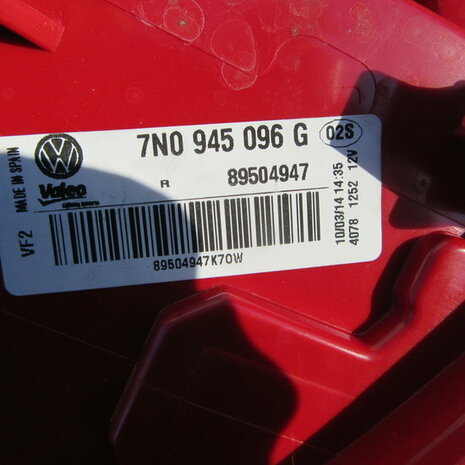 7N0 945 096 G 02S
R 89504947
MADE IN SPAIN
VF2
Valeo
10/03/14 14:35
4078 1252 12V
89504947K70W